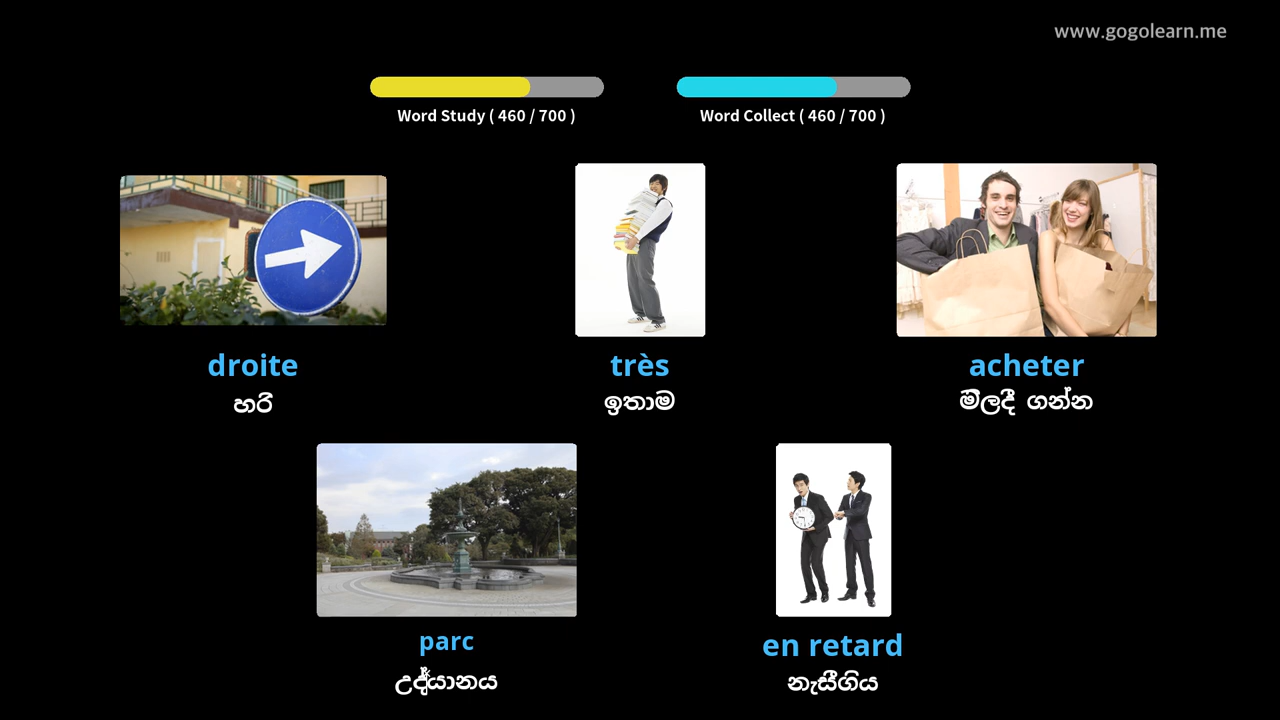 www.gogolearn.me
Word Study ( 460 / 700 )
Word Collect ( 460 / 700 )
droite
හරි
très
ඉතාම
acheter
මිලදී ගන්න
parc
උද්යානය
en retard
නැසීගිය